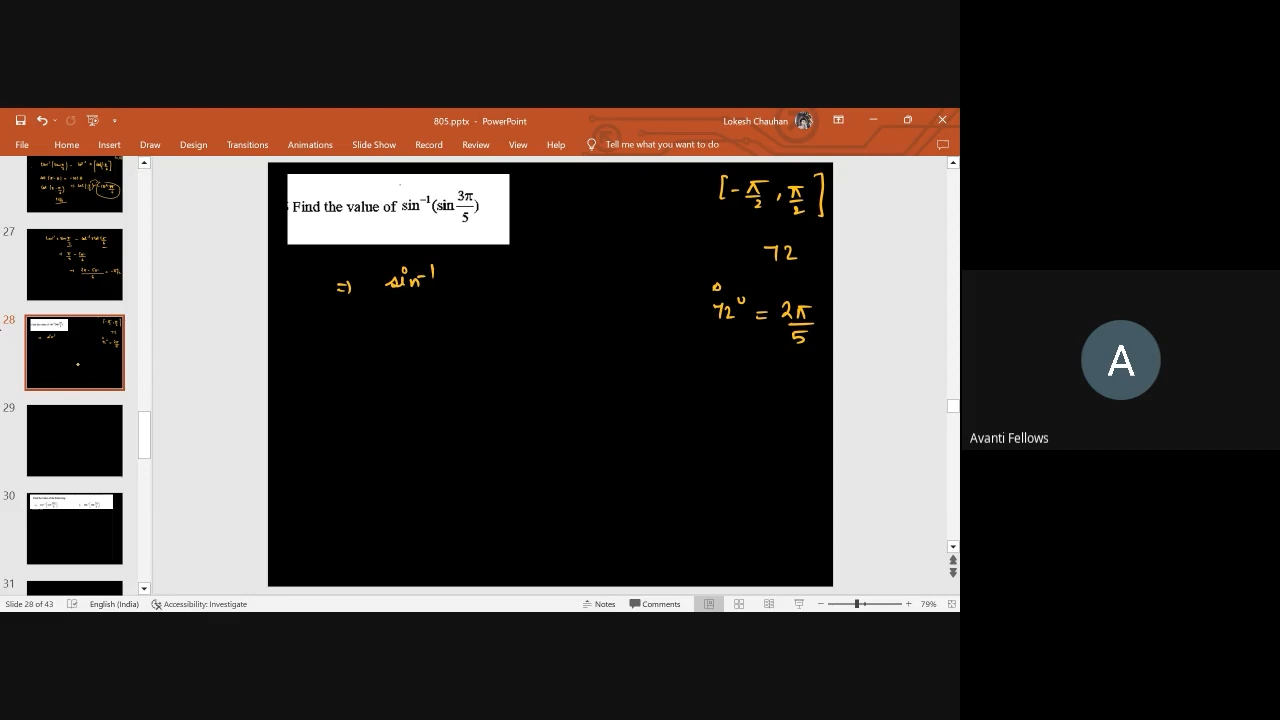 805.pptx - PowerPoint
Lokesh Chauhan
File Home Insert Draw Design Transitions Animations Slide Show Record Review View Help Tell me what you want to do
27
28
29
30
31
Find the value of sin⁻¹(sin 3π/5)
[-π/2, π/2]
72
⇒ sin⁻¹
72° = 2π/5
Avanti Fellows
A
Slide 28 of 43 English (India) Accessibility: Investigate Notes Comments 79%